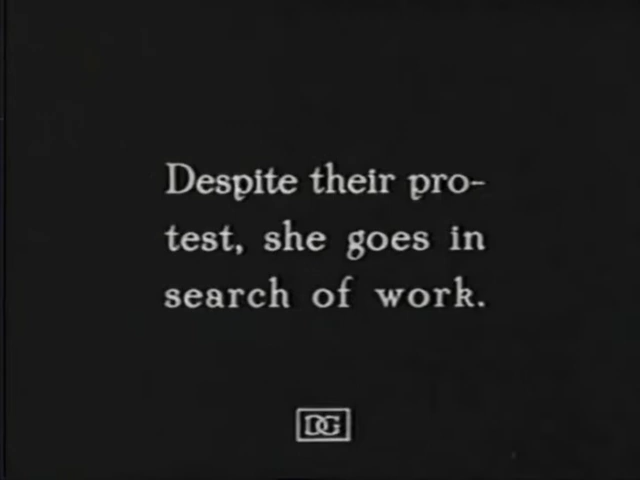 Despite their pro-
test, she goes in
search of work.
DG